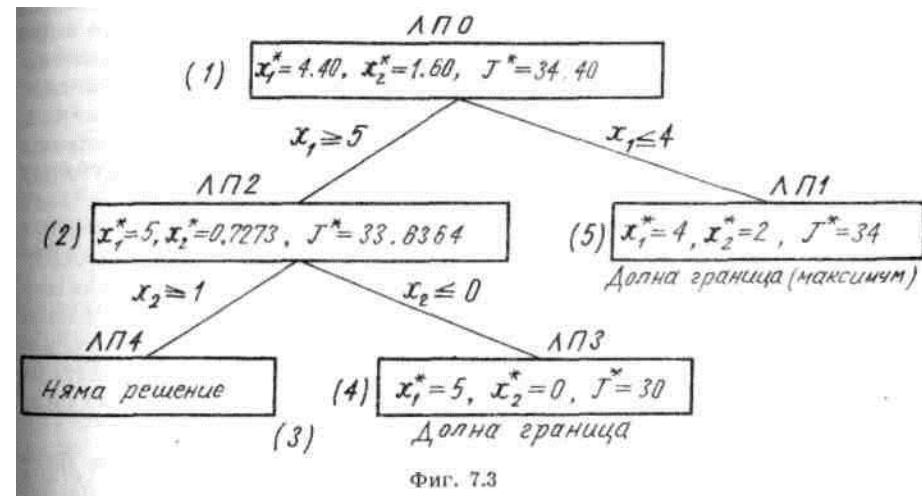 ЛП0
(1) x₁*=4.40, x₂*=1.60, J*=34.40
x₁≥5 x₁≤4
ЛП2 ЛП1
(2) x₁*=5, x₂*=0.7273, J*=33.8364 (5) x₁*=4, x₂*=2, J*=34
Долна граница (максимум)
x₂≥1 x₂≤0
ЛП4 ЛП3
Няма решение (4) x₁*=5, x₂*=0, J*=30
(3) Долна граница
Фиг. 7.3